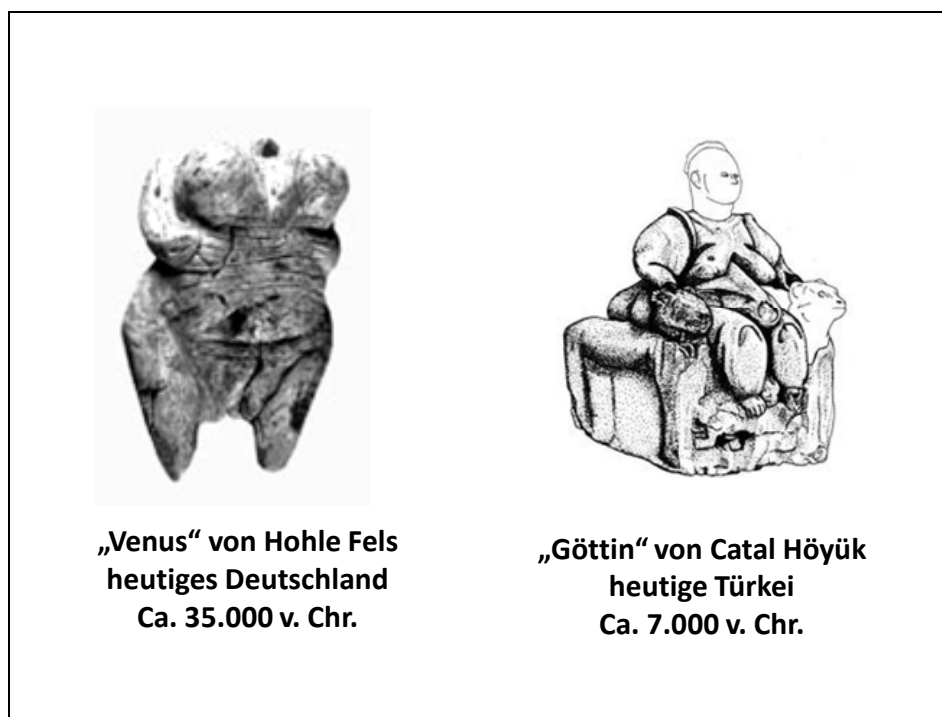 „Venus“ von Hohle Fels
heutiges Deutschland
Ca. 35.000 v. Chr.
„Göttin“ von Catal Höyük
heutige Türkei
Ca. 7.000 v. Chr.